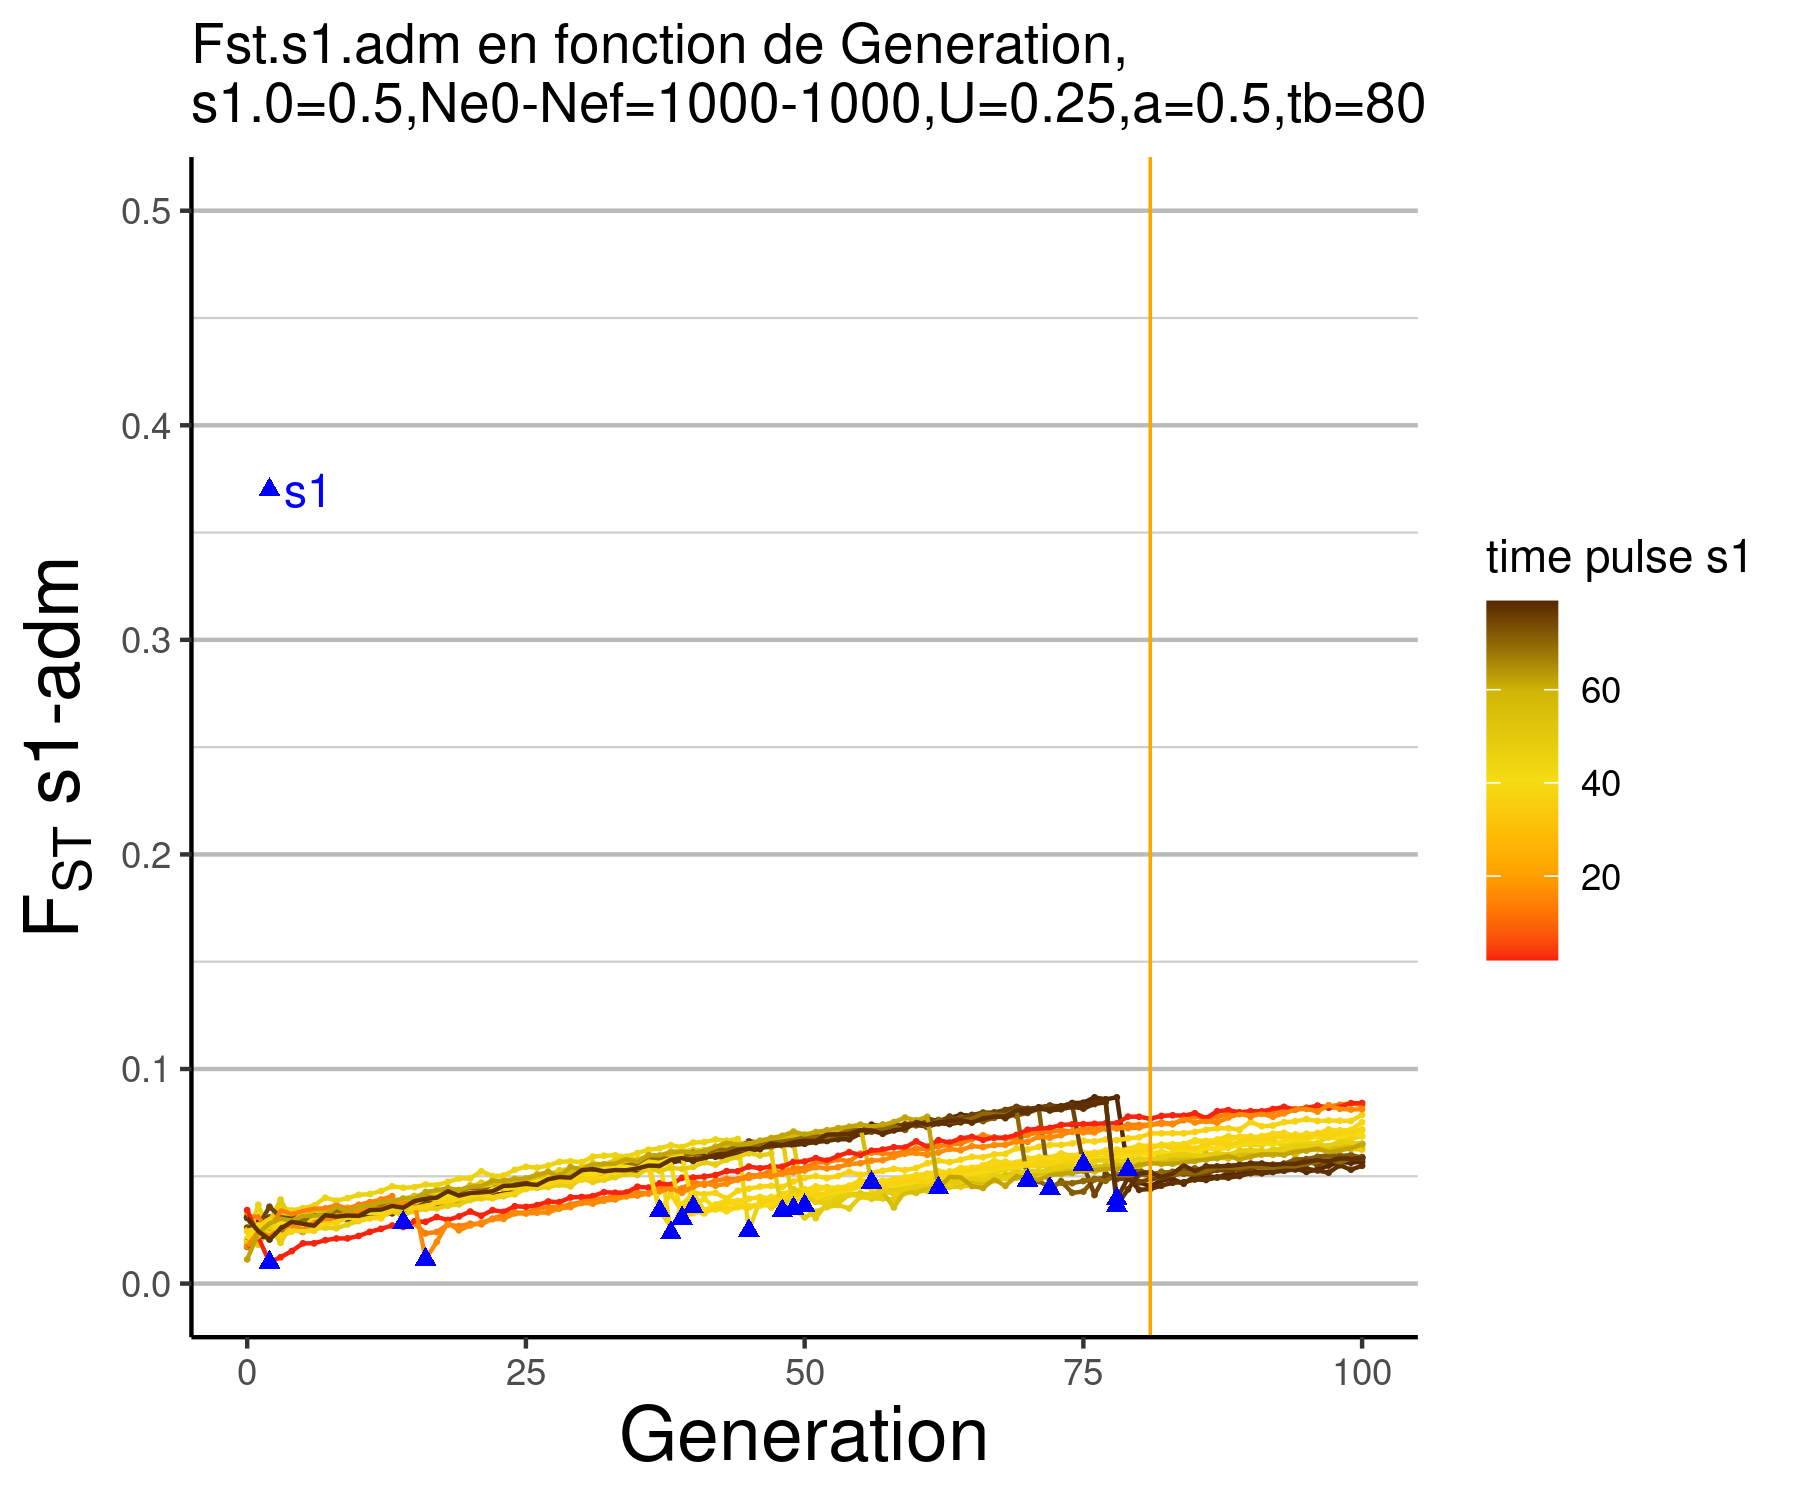 Fst.s1.adm en fonction de Generation,
s1.0=0.5,Ne0-Nef=1000-1000,U=0.25,a=0.5,tb=80
0.5
0.4
s1
0.3
0.2
0.1
0.0
FST s1-adm
0 25 50 75 100
Generation
time pulse s1
60
40
20